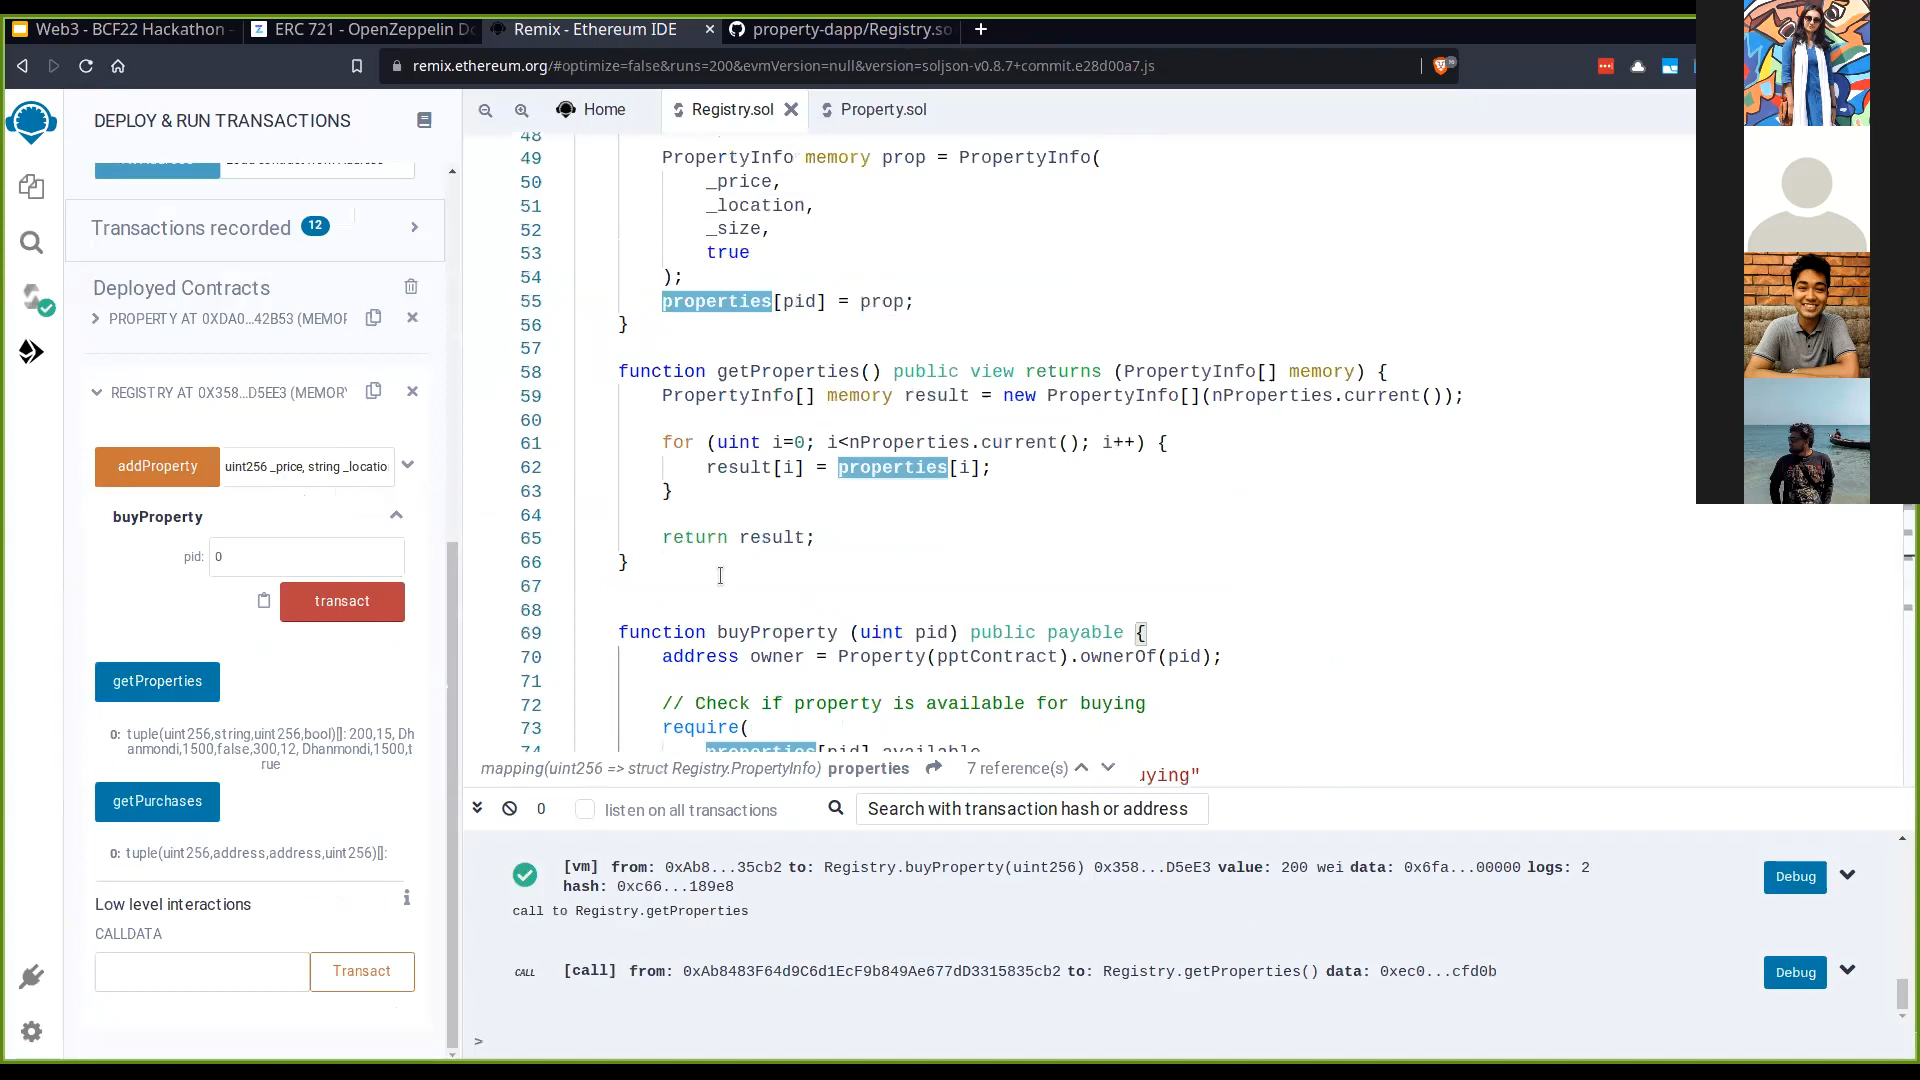 Web3 - BCF22 Hackathon -
ERC 721 - OpenZeppelin Do
Remix - Ethereum IDE
property-dapp/Registry.so
remix.ethereum.org/#optimize=false&runs=200&evmVersion=null&version=soljson-v0.8.7+commit.e28d00a7.js
DEPLOY & RUN TRANSACTIONS
Home
Registry.sol
Property.sol
Transactions recorded 12
Deployed Contracts
PROPERTY AT 0XDA0...42B53 (MEMOR
REGISTRY AT 0X358...D5EE3 (MEMORY
addProperty
uint256 _price, string _locatio
buyProperty
pid: 0
transact
getProperties
0: tuple(uint256,string,uint256,bool)[]: 200,15, Dh
anmondi,1500,false,300,12, Dhanmondi,1500,t
rue
getPurchases
0: tuple(uint256,address,address,uint256)[]:
Low level interactions
CALLDATA
Transact
48
49 PropertyInfo memory prop = PropertyInfo(
50 _price,
51 _location,
52 _size,
53 true
54 );
55 properties[pid] = prop;
56 }
57
58 function getProperties() public view returns (PropertyInfo[] memory) {
59 PropertyInfo[] memory result = new PropertyInfo[](nProperties.current());
60
61 for (uint i=0; i<nProperties.current(); i++) {
62 result[i] = properties[i];
63 }
64
65 return result;
66 }
67
68
69 function buyProperty (uint pid) public payable {
70 address owner = Property(pptContract).ownerOf(pid);
71
72 // Check if property is available for buying
73 require(
74 properties[pid].available
mapping(uint256 => struct Registry.PropertyInfo) properties 7 reference(s)
uying"
0
listen on all transactions
Search with transaction hash or address
[vm] from: 0xAb8...35cb2 to: Registry.buyProperty(uint256) 0x358...D5eE3 value: 200 wei data: 0x6fa...00000 logs: 2
hash: 0xc66...189e8
Debug
call to Registry.getProperties
CALL [call] from: 0xAb8483F64d9C6d1EcF9b849Ae677dD3315835cb2 to: Registry.getProperties() data: 0xec0...cfd0b
Debug
>